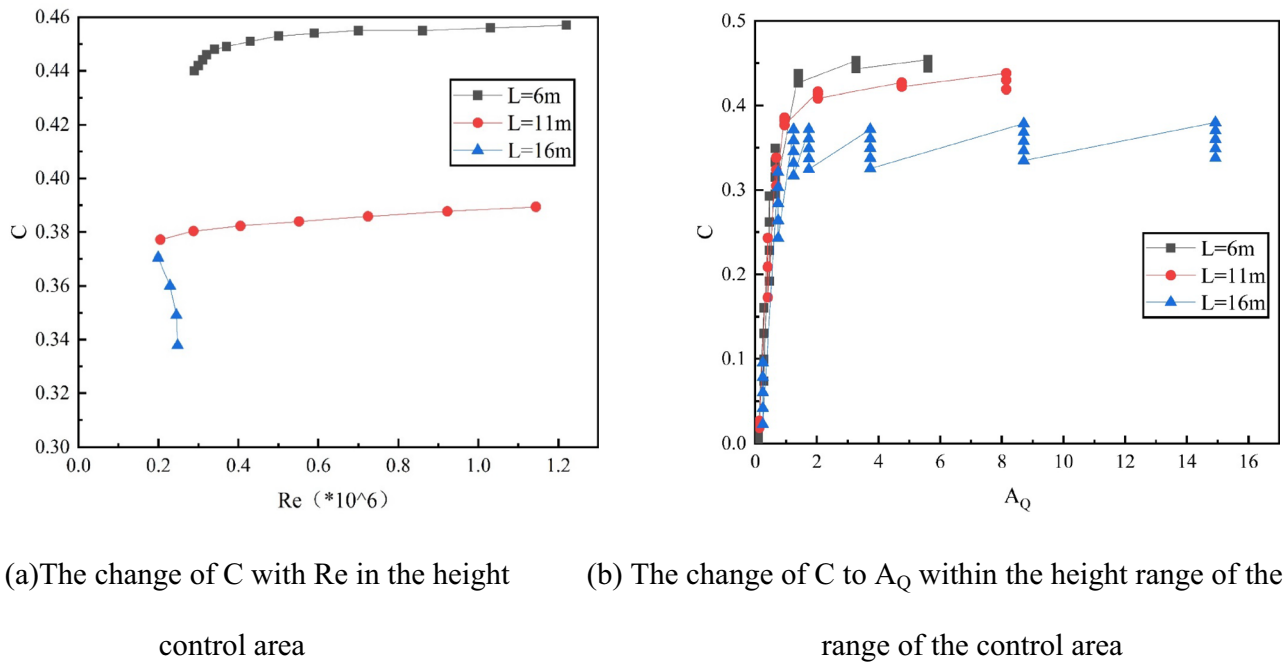 0.46
0.44
0.42
0.40
0.38
0.36
0.34
0.32
0.30
C
0.0
0.2
0.4
0.6
0.8
1.0
1.2
Re（*10^6）
L=6m
L=11m
L=16m
0.5
0.4
0.3
0.2
0.1
0.0
C
0
2
4
6
8
10
12
14
16
A_Q
L=6m
L=11m
L=16m
(a)The change of C with Re in the height
control area
(b) The change of C to A_Q within the height range of the
range of the control area